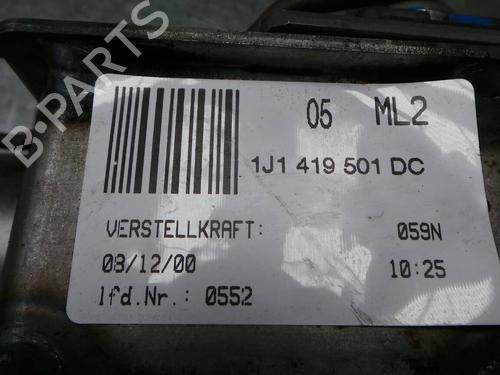 B-PARTS
05 ML2
1J1 419 501 DC
VERSTELLKRAFT: 059N
08/12/00 10:25
lfd.Nr.: 0552